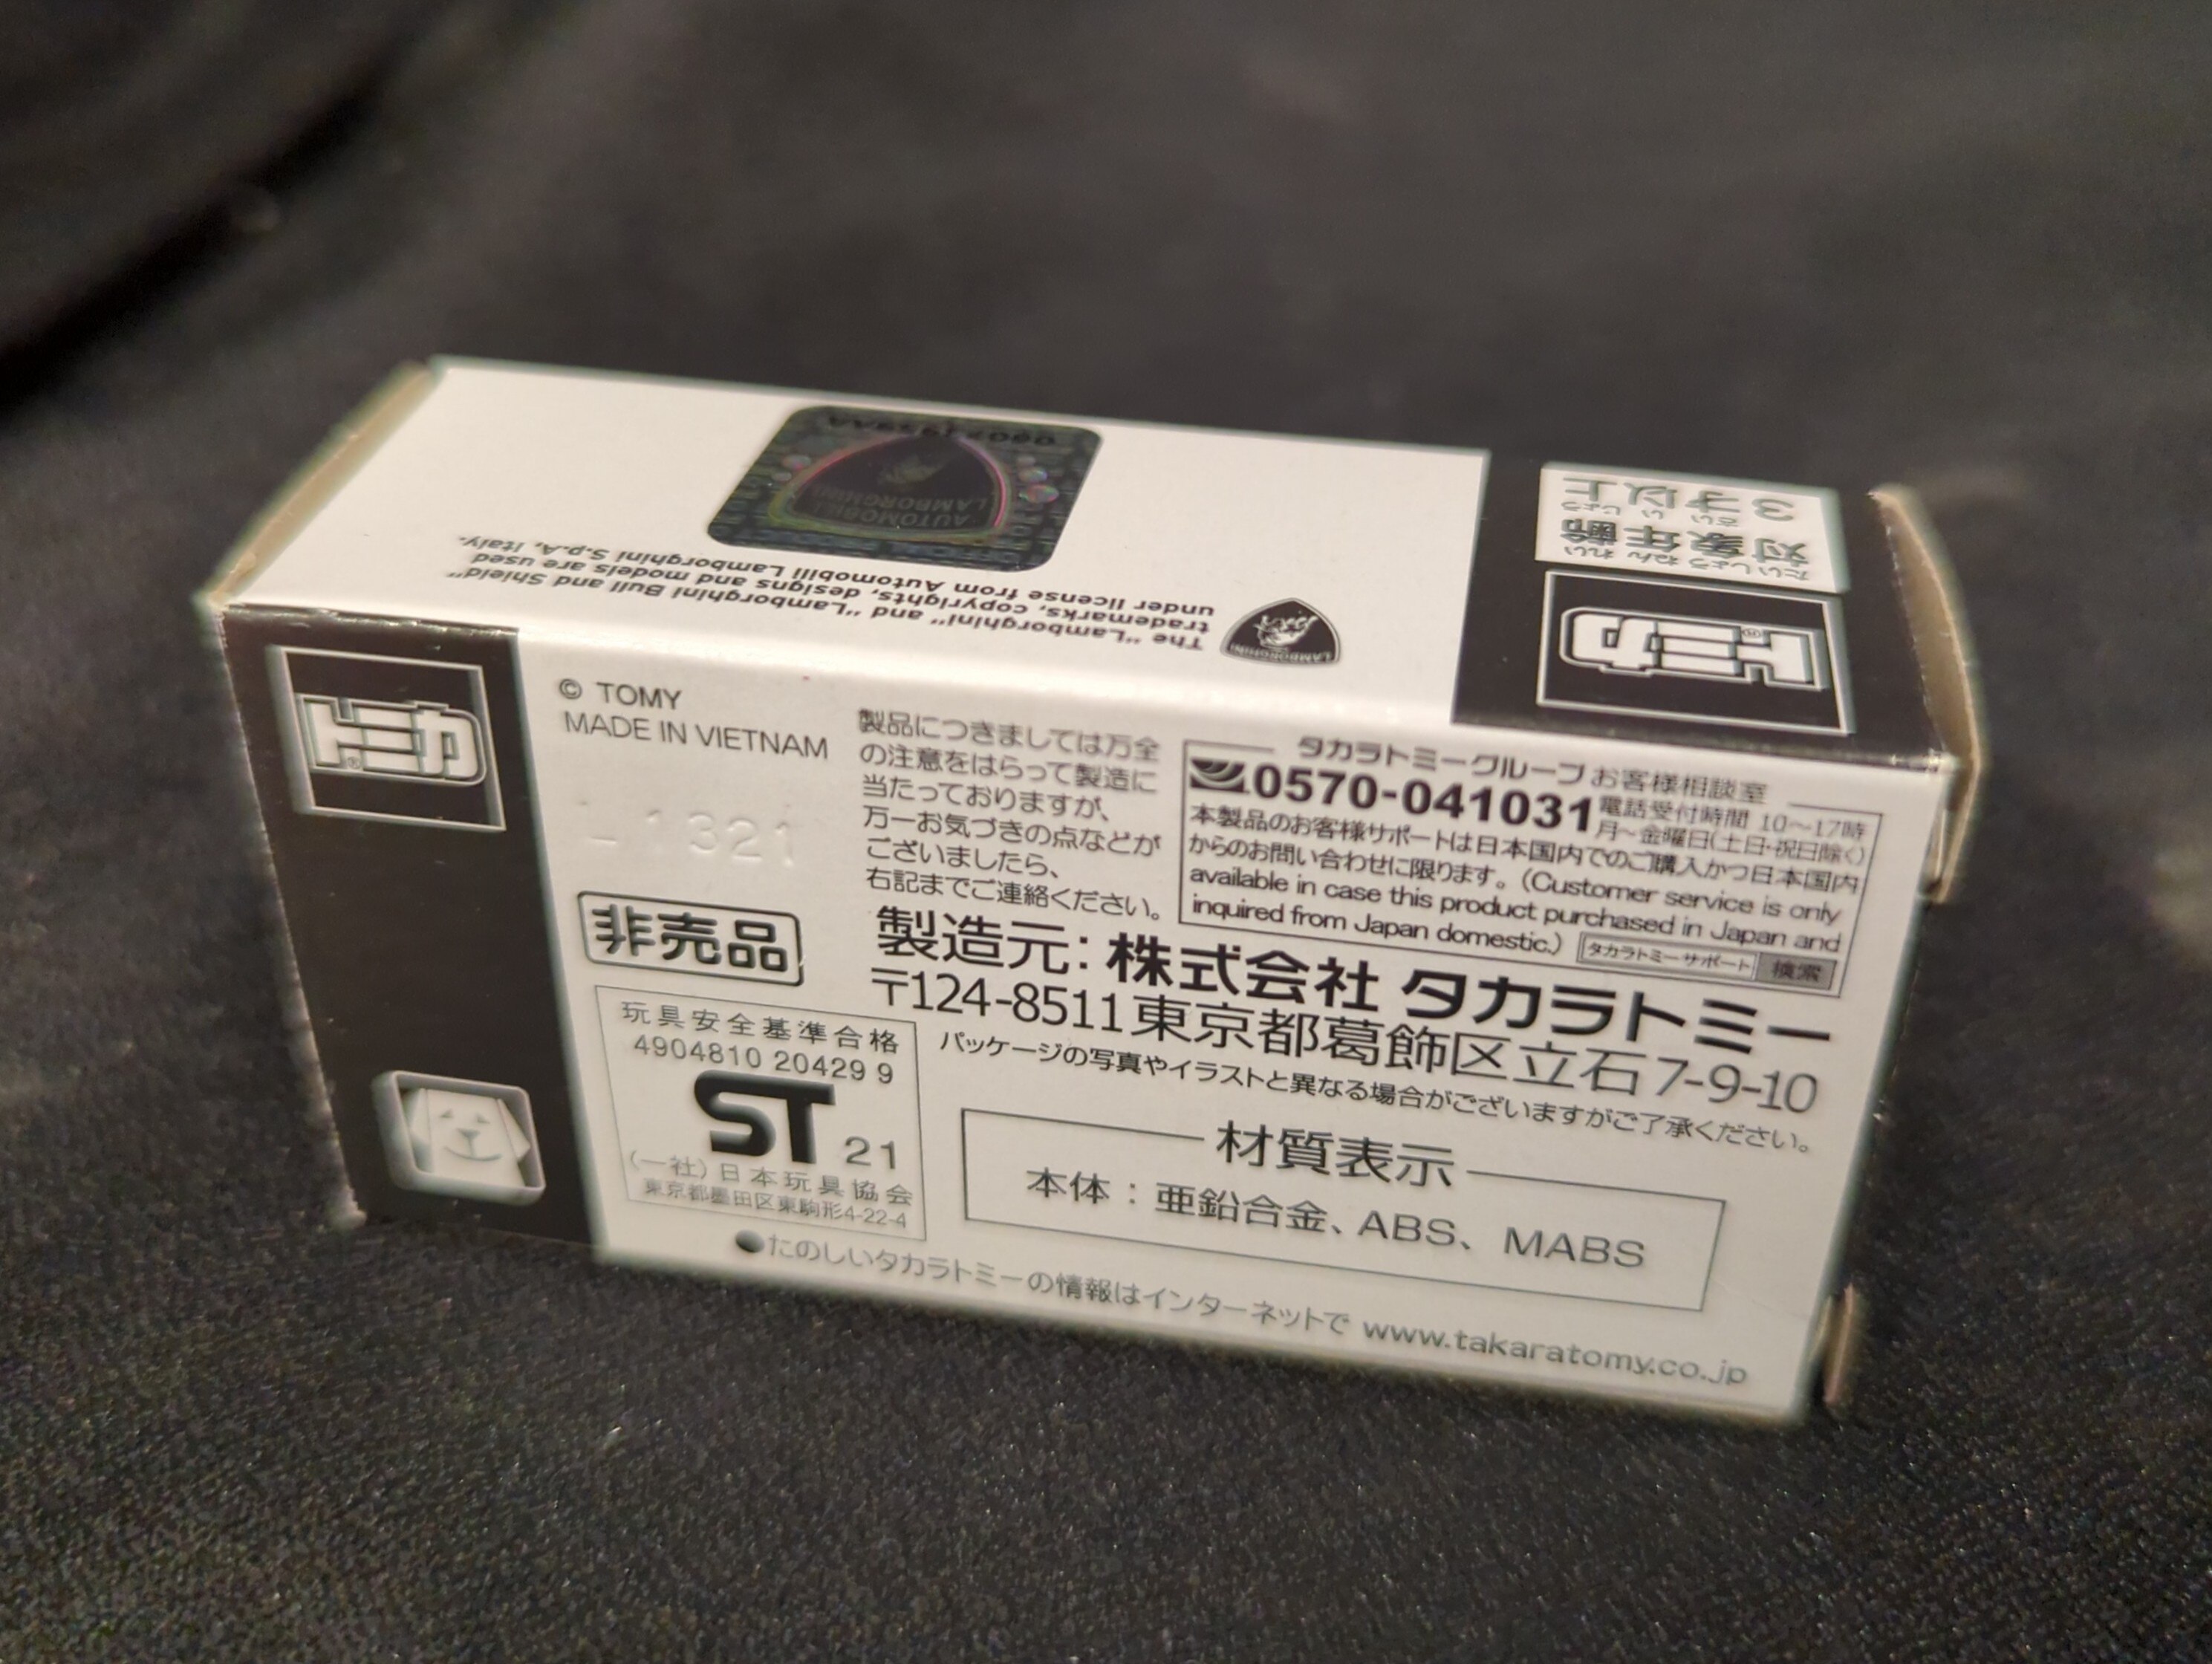 AUTOMOBILI
LAMBORGHINI
The "Lamborghini" and "Lamborghini Bull and Shield"
trademarks, copyrights, designs and models are used
under license from Automobili Lamborghini S.p.A, Italy.
LAMBORGHINI
トミカ®
たいしょうねんれい
対象年齢
さいいじょう
3才以上
トミカ®
© TOMY
MADE IN VIETNAM
1321
非売品
玩具安全基準合格
4904810 20429 9
ST 21
(一社)日本玩具協会
東京都墨田区東駒形4-22-4
製品につきましては万全
の注意をはらって製造に
当たっておりますが、
万一お気づきの点などが
ございましたら、
右記までご連絡ください。
タカラトミーグループ お客様相談室
0570-041031 電話受付時間 10〜17時
月〜金曜日(土日・祝日除く)
本製品のお客様サポートは日本国内でのご購入かつ日本国内
からのお問い合わせに限ります。(Customer service is only
available in case this product purchased in Japan and
inquired from Japan domestic.)
タカラトミーサポート 検索
製造元:株式会社 タカラトミー
〒124-8511東京都葛飾区立石7-9-10
パッケージの写真やイラストと異なる場合がございますがご了承ください。
材質表示
本体:亜鉛合金、ABS、MABS
●たのしいタカラトミーの情報はインターネットで www.takaratomy.co.jp